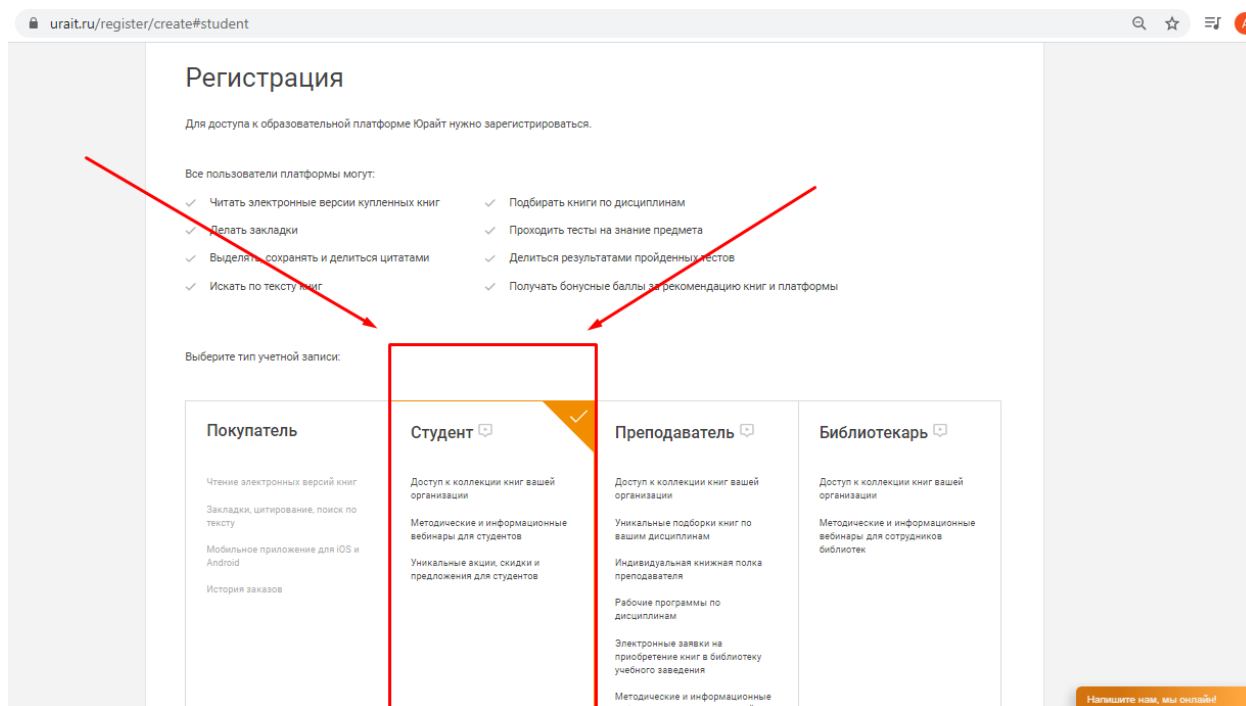 urait.ru/register/create#student
Регистрация
Для доступа к образовательной платформе Юрайт нужно зарегистрироваться.
Все пользователи платформы могут:
Читать электронные версии купленных книг
Делать закладки
Выделять, сохранять и делиться цитатами
Искать по тексту книг
Подбирать книги по дисциплинам
Проходить тесты на знание предмета
Делиться результатами пройденных тестов
Получать бонусные баллы за рекомендацию книг и платформы
Выберите тип учетной записи:
Покупатель
Чтение электронных версий книг
Закладки, цитирование, поиск по
тексту
Мобильное приложение для iOS и
Android
История заказов
Студент
Доступ к коллекции книг вашей
организации
Методические и информационные
вебинары для студентов
Уникальные акции, скидки и
предложения для студентов
Преподаватель
Доступ к коллекции книг вашей
организации
Уникальные подборки книг по
вашим дисциплинам
Индивидуальная книжная полка
преподавателя
Рабочие программы по
дисциплинам
Электронные заявки на
приобретение книг в библиотеку
учебного заведения
Методические и информационные
Библиотекарь
Доступ к коллекции книг вашей
организации
Методические и информационные
вебинары для сотрудников
библиотек
Напишите нам, мы онлайн!